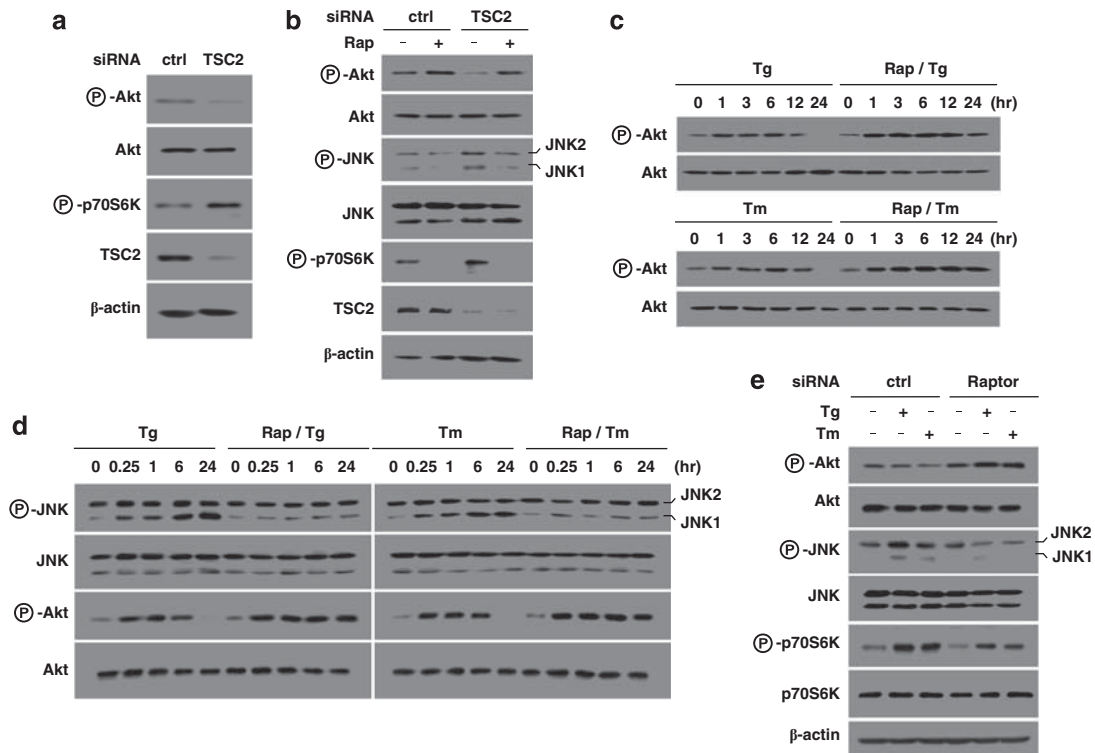 a
siRNA ctrl TSC2
Ⓟ-Akt
Akt
Ⓟ-p70S6K
TSC2
β-actin
b
siRNA ctrl TSC2
Rap – + – +
Ⓟ-Akt
Akt
Ⓟ-JNK
JNK2
JNK1
JNK
Ⓟ-p70S6K
TSC2
β-actin
c
Tg Rap / Tg
0 1 3 6 12 24 0 1 3 6 12 24 (hr)
Ⓟ-Akt
Akt
Tm Rap / Tm
0 1 3 6 12 24 0 1 3 6 12 24 (hr)
Ⓟ-Akt
Akt
d
Tg Rap / Tg Tm Rap / Tm
0 0.25 1 6 24 0 0.25 1 6 24 0 0.25 1 6 24 0 0.25 1 6 24 (hr)
Ⓟ-JNK
JNK2
JNK1
JNK
Ⓟ-Akt
Akt
e
siRNA ctrl Raptor
Tg – + – – + –
Tm – – + – – +
Ⓟ-Akt
Akt
Ⓟ-JNK
JNK2
JNK1
JNK
Ⓟ-p70S6K
p70S6K
β-actin